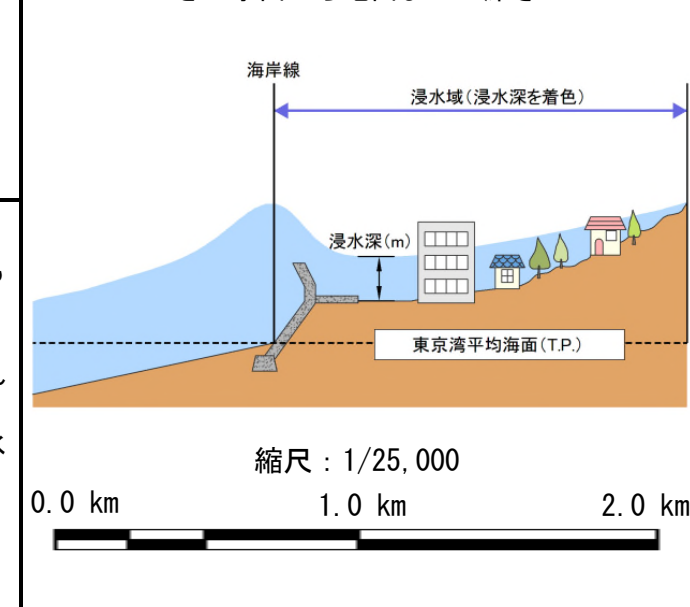 海岸線
浸水域(浸水深を着色)
浸水深(m)
東京湾平均海面(T.P.)
縮尺：1/25,000
0.0 km 1.0 km 2.0 km